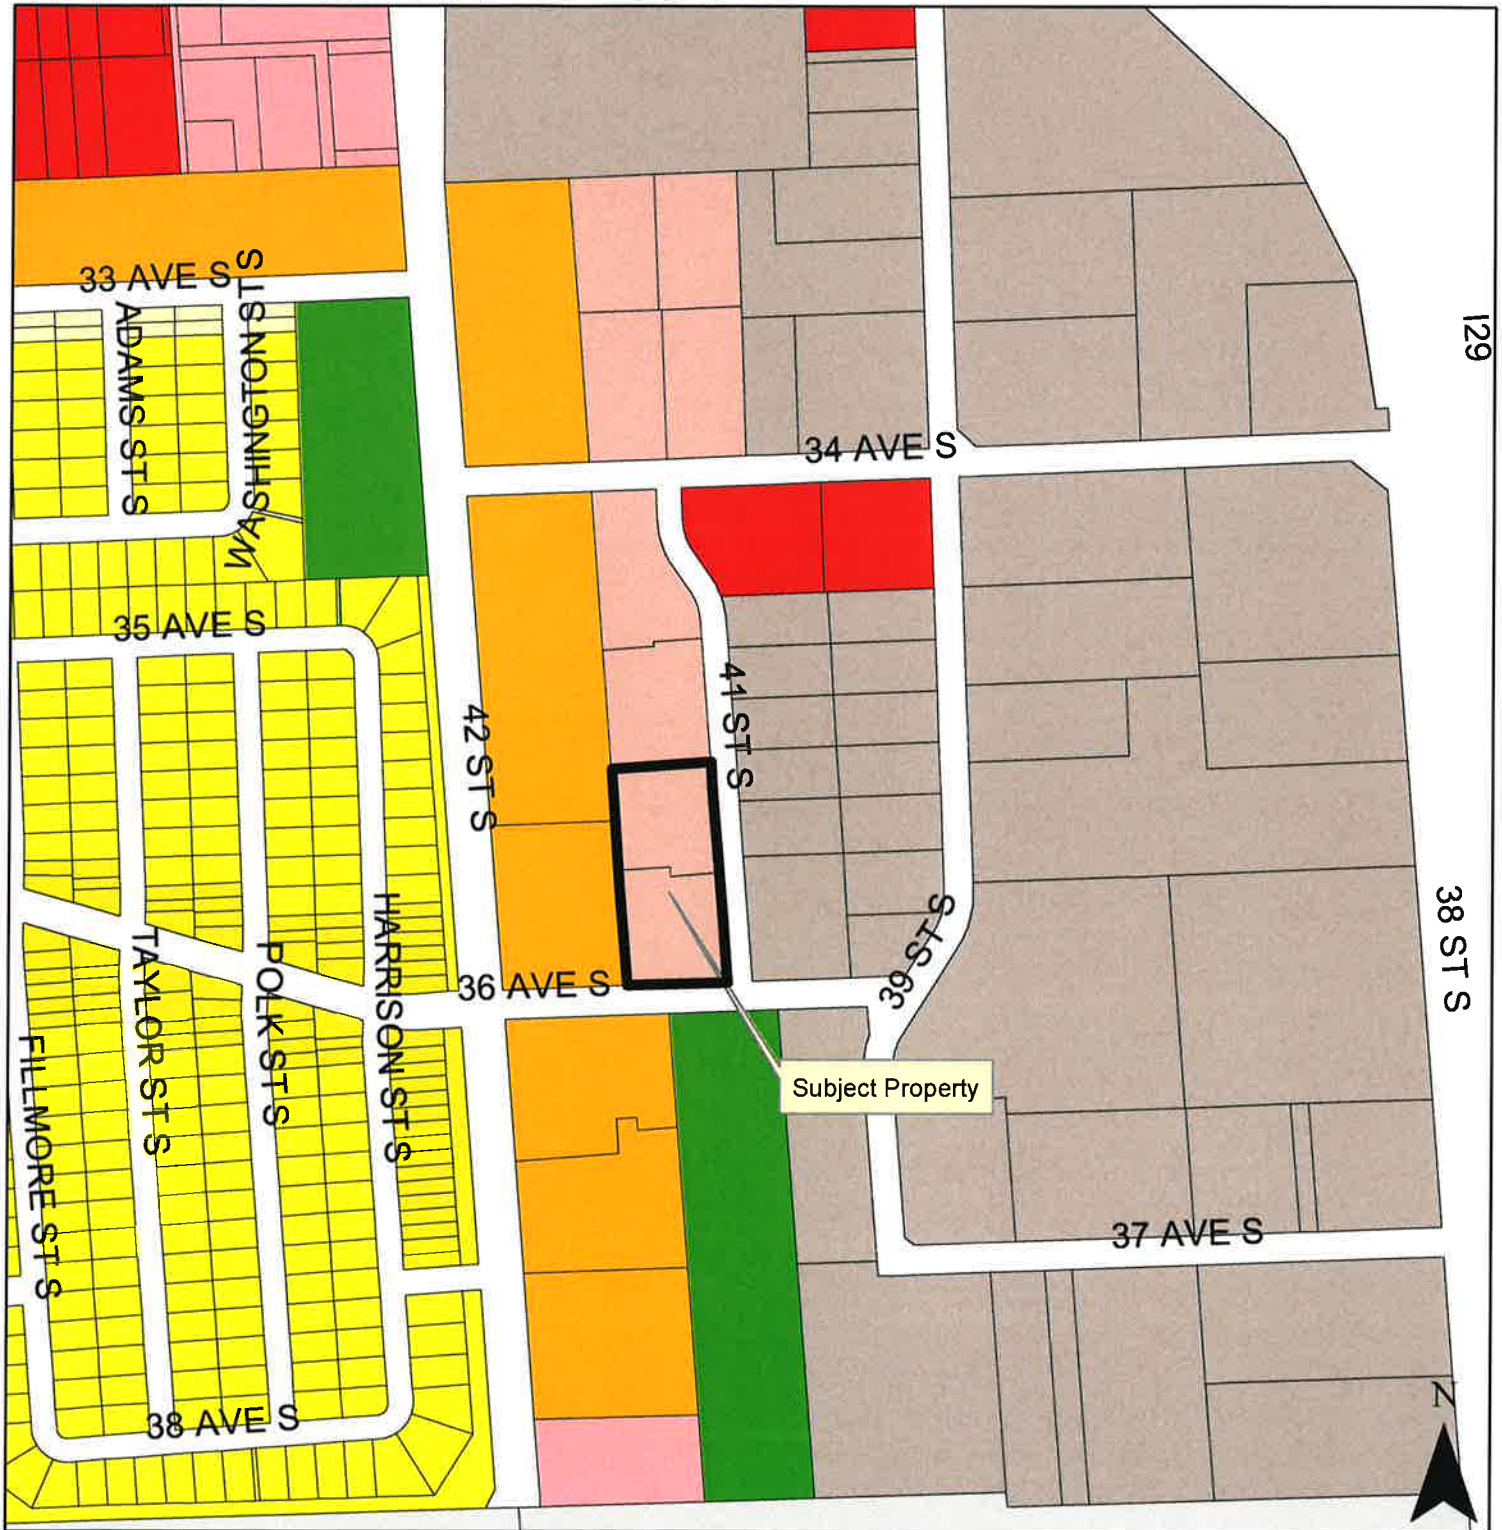 33 AVE S
ADAMS ST S
WASHINGTON ST S
I29
34 AVE S
35 AVE S
41 ST S
42 ST S
38 ST S
39 ST S
36 AVE S
HARRISON ST S
POLK ST S
TAYLOR ST S
FILLMORE ST S
Subject Property
37 AVE S
38 AVE S
N